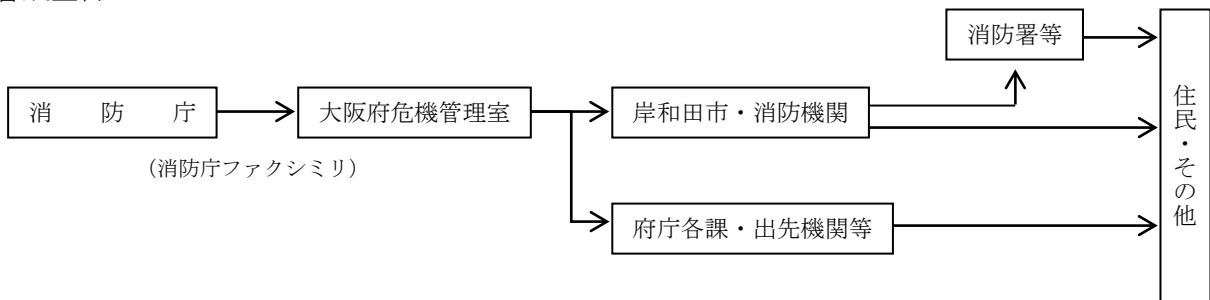 消防署等
消　防　庁
大阪府危機管理室
岸和田市・消防機関
住民・その他
（消防庁ファクシミリ）
府庁各課・出先機関等